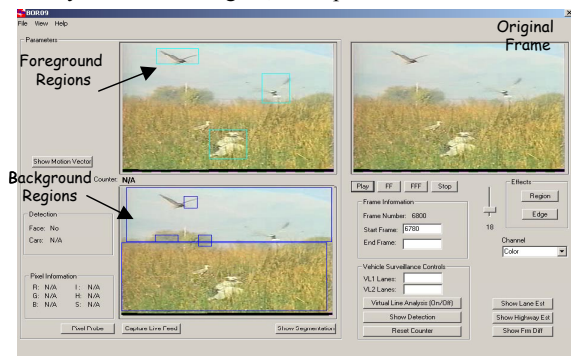 BOR09
File View Help
Original
Frame
Parameters
Foreground
Regions
Show Motion Vector
Counter: N/A
Background
Regions
Detection
Face: No
Cars: N/A
Pixel Information
R: N/A I: N/A
G: N/A H: N/A
B: N/A S: N/A
Pixel Probe
Capture Live Feed
Show Segmentation
Play
FF
FFF
Stop
Frame Information
Frame Number: 6800
Start Frame: 6780
End Frame:
18
Effects
Region
Edge
Channel
Color
Vehicle Surveillance Controls
VL1 Lanes:
VL2 Lanes:
Virtual Line Analysis (On/Off)
Show Detection
Reset Counter
Show Lane Est
Show Highway Est
Show Frm Diff